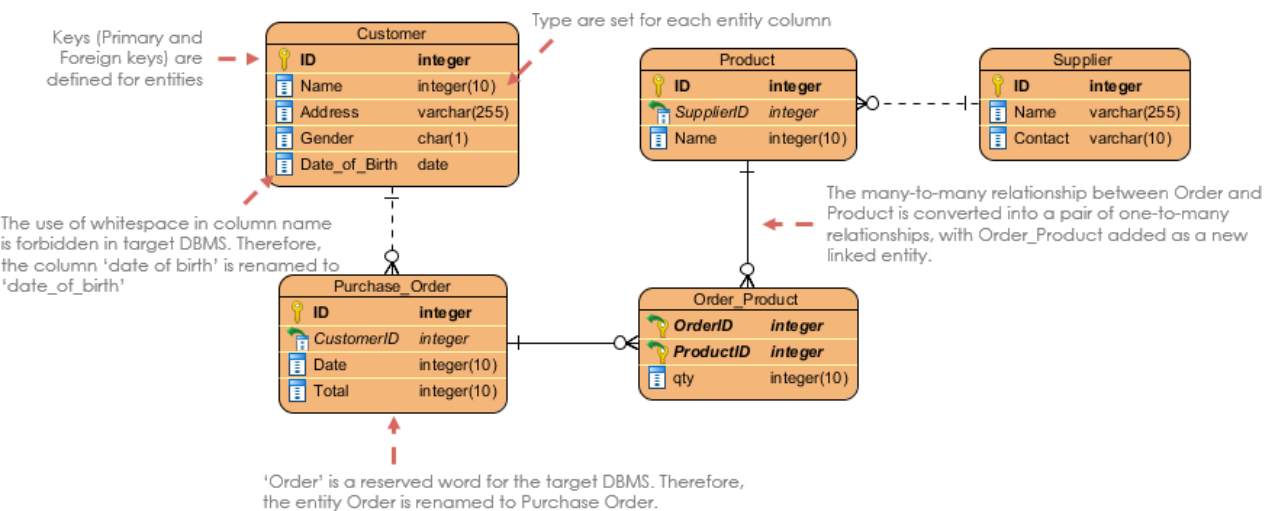 Keys (Primary and
Foreign keys) are
defined for entities
Customer
ID integer
Name integer(10)
Address varchar(255)
Gender char(1)
Date_of_Birth date
Type are set for each entity column
Product
ID integer
SupplierID integer
Name integer(10)
Supplier
ID integer
Name varchar(255)
Contact varchar(10)
The use of whitespace in column name
is forbidden in target DBMS. Therefore,
the column ‘date of birth’ is renamed to
‘date_of_birth’
The many-to-many relationship between Order and
Product is converted into a pair of one-to-many
relationships, with Order_Product added as a new
linked entity.
Purchase_Order
ID integer
CustomerID integer
Date integer(10)
Total integer(10)
Order_Product
OrderID integer
ProductID integer
qty integer(10)
‘Order’ is a reserved word for the target DBMS. Therefore,
the entity Order is renamed to Purchase Order.